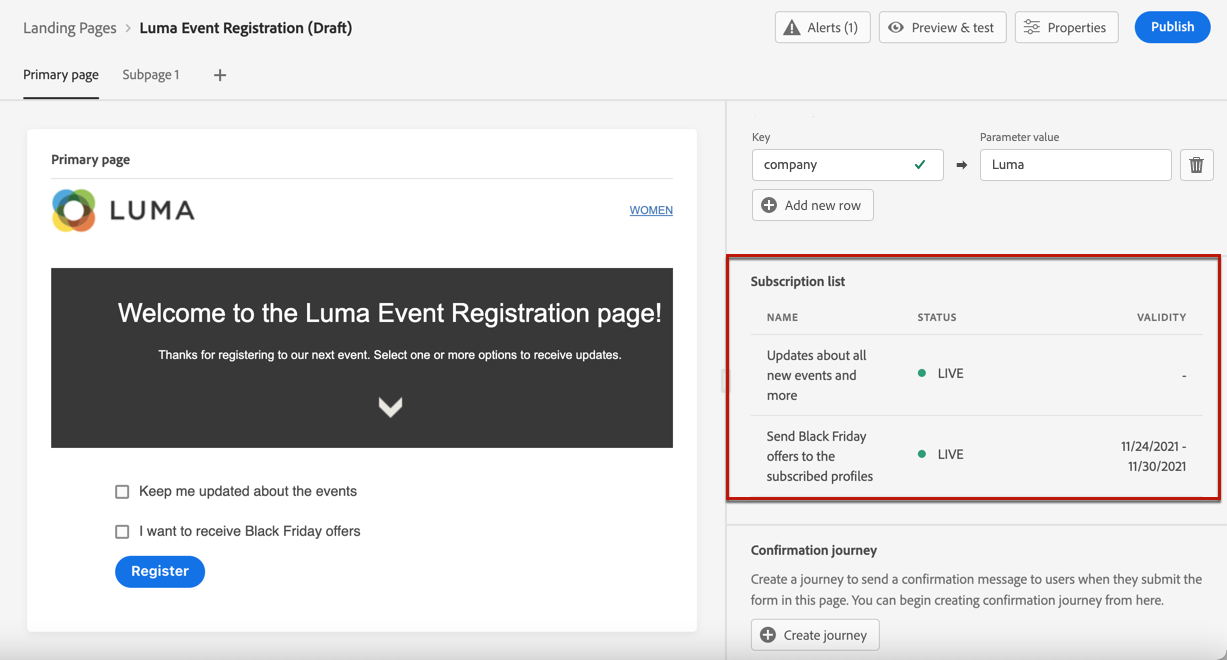 Landing Pages > Luma Event Registration (Draft)
Alerts (1)
Preview & test
Properties
Publish
Primary page
Subpage 1
Primary page
LUMA
WOMEN
Welcome to the Luma Event Registration page!
Thanks for registering to our next event. Select one or more options to receive updates.
Keep me updated about the events
I want to receive Black Friday offers
Register
Key
Parameter value
company
Luma
Add new row
Subscription list
NAME STATUS VALIDITY
Updates about all
new events and
more
LIVE
-
Send Black Friday
offers to the
subscribed profiles
LIVE
11/24/2021 -
11/30/2021
Confirmation journey
Create a journey to send a confirmation message to users when they submit the
form in this page. You can begin creating confirmation journey from here.
Create journey